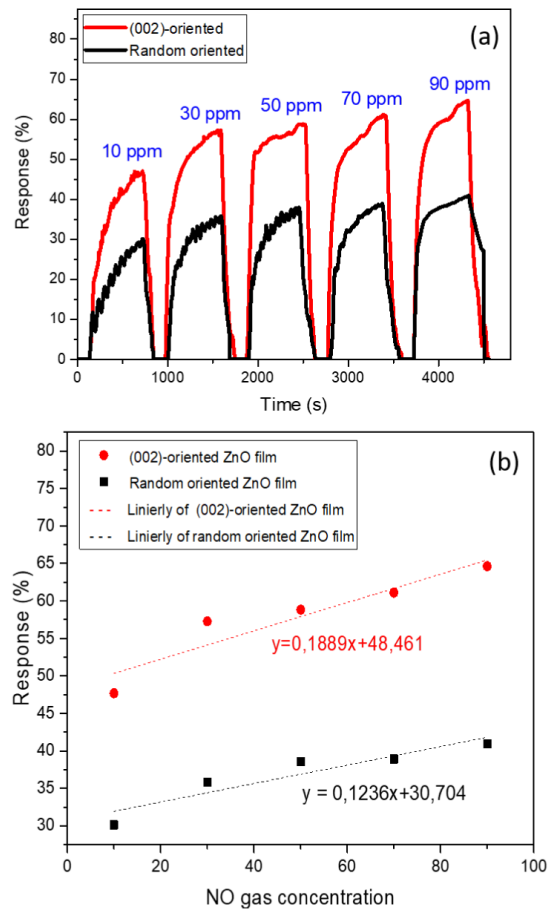 (002)-oriented
Random oriented
(a)
10 ppm
30 ppm
50 ppm
70 ppm
90 ppm
Response (%)
80
70
60
50
40
30
20
10
0
0
1000
2000
3000
4000
Time (s)
(b)
(002)-oriented ZnO film
Random oriented ZnO film
Linierly of (002)-oriented ZnO film
Linierly of random oriented ZnO film
Response (%)
80
75
70
65
60
55
50
45
40
35
30
y=0,1889x+48,461
y = 0,1236x+30,704
0
20
40
60
80
100
NO gas concentration